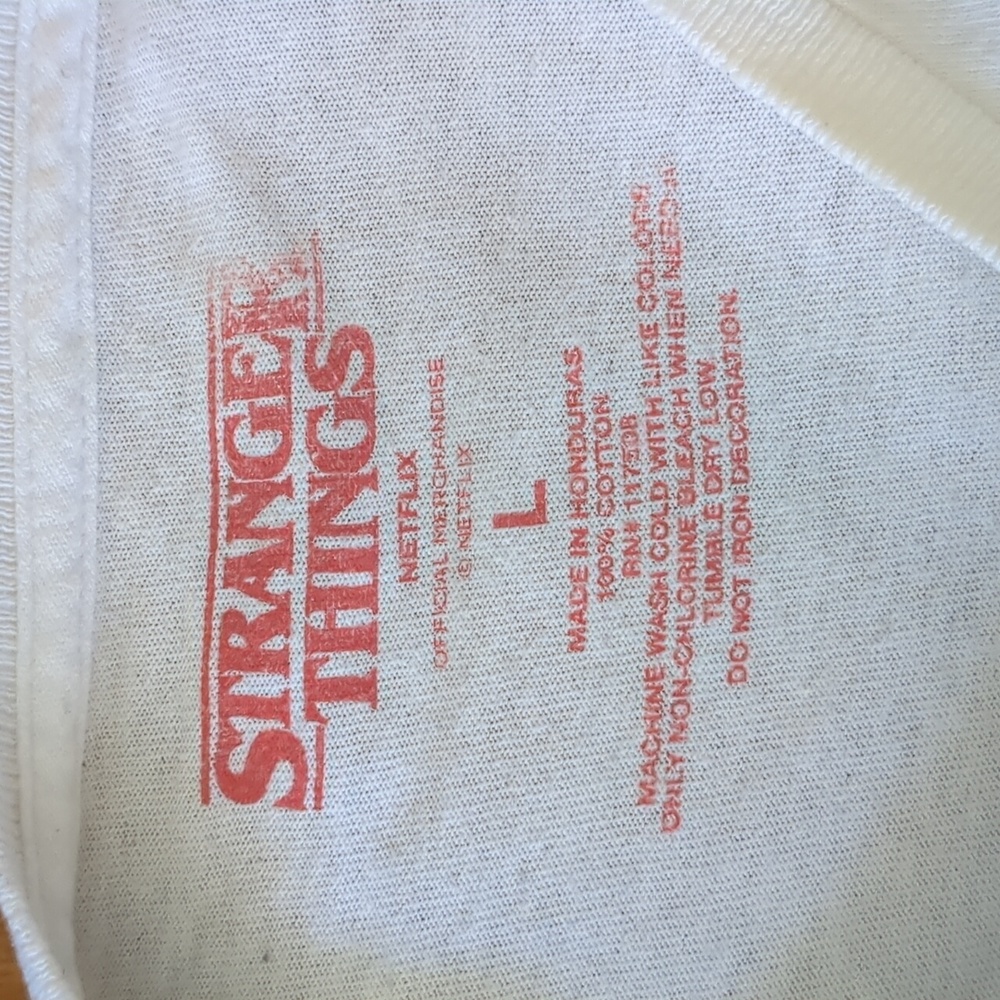 STRANGER
THINGS
NETFLIX
OFFICIAL MERCHANDISE
© NETFLIX
L
MADE IN HONDURAS
100% COTTON
RN#
MACHINE WASH COLD WITH LIKE COLORS
ONLY NON-CHLORINE BLEACH WHEN NEEDED
TUMBLE DRY LOW
DO NOT IRON DECORATION.